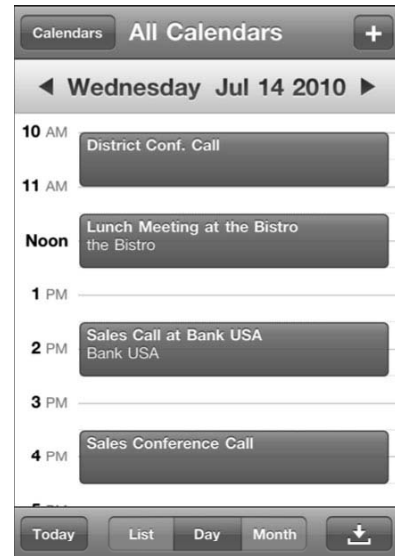 Calendars All Calendars +
Wednesday Jul 14 2010
10 AM
District Conf. Call
11 AM
Lunch Meeting at the Bistro
Noon the Bistro
1 PM
Sales Call at Bank USA
2 PM Bank USA
3 PM
Sales Conference Call
4 PM
Today List Day Month